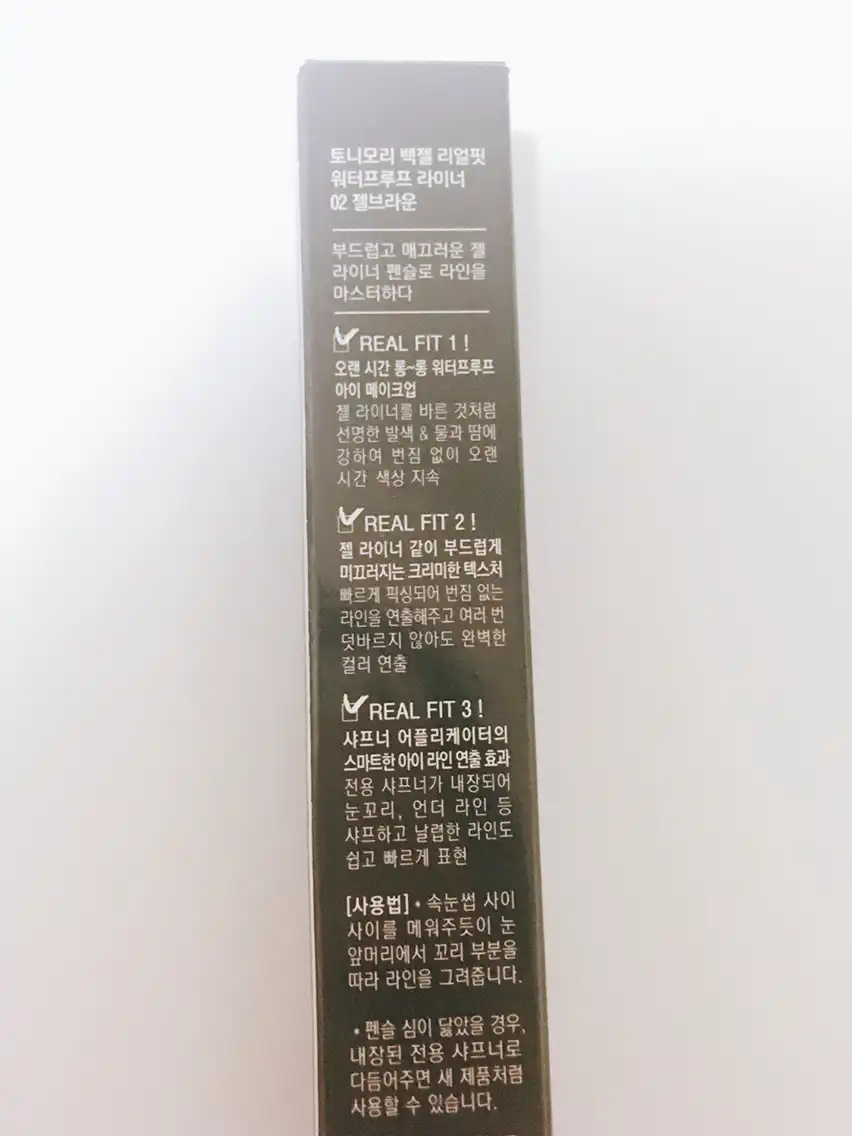 토니모리 백젤 리얼핏
워터프루프 라이너
02 젤브라운
부드럽고 매끄러운 젤
라이너 펜슬로 라인을
마스터하다
REAL FIT 1 !
오랜 시간 롱~롱 워터프루프
아이 메이크업
젤 라이너를 바른 것처럼
선명한 발색 & 물과 땀에
강하여 번짐 없이 오랜
시간 색상 지속
REAL FIT 2 !
젤 라이너 같이 부드럽게
미끄러지는 크리미한 텍스처
빠르게 픽싱되어 번짐 없는
라인을 연출해주고 여러 번
덧바르지 않아도 완벽한
컬러 연출
REAL FIT 3 !
샤프너 어플리케이터의
스마트한 아이 라인 연출 효과
전용 샤프너가 내장되어
눈꼬리, 언더 라인 등
샤프하고 날렵한 라인도
쉽고 빠르게 표현
[사용법] • 속눈썹 사이
사이를 메워주듯이 눈
앞머리에서 꼬리 부분을
따라 라인을 그려줍니다.
• 펜슬 심이 닳았을 경우,
내장된 전용 샤프너로
다듬어주면 새 제품처럼
사용할 수 있습니다.